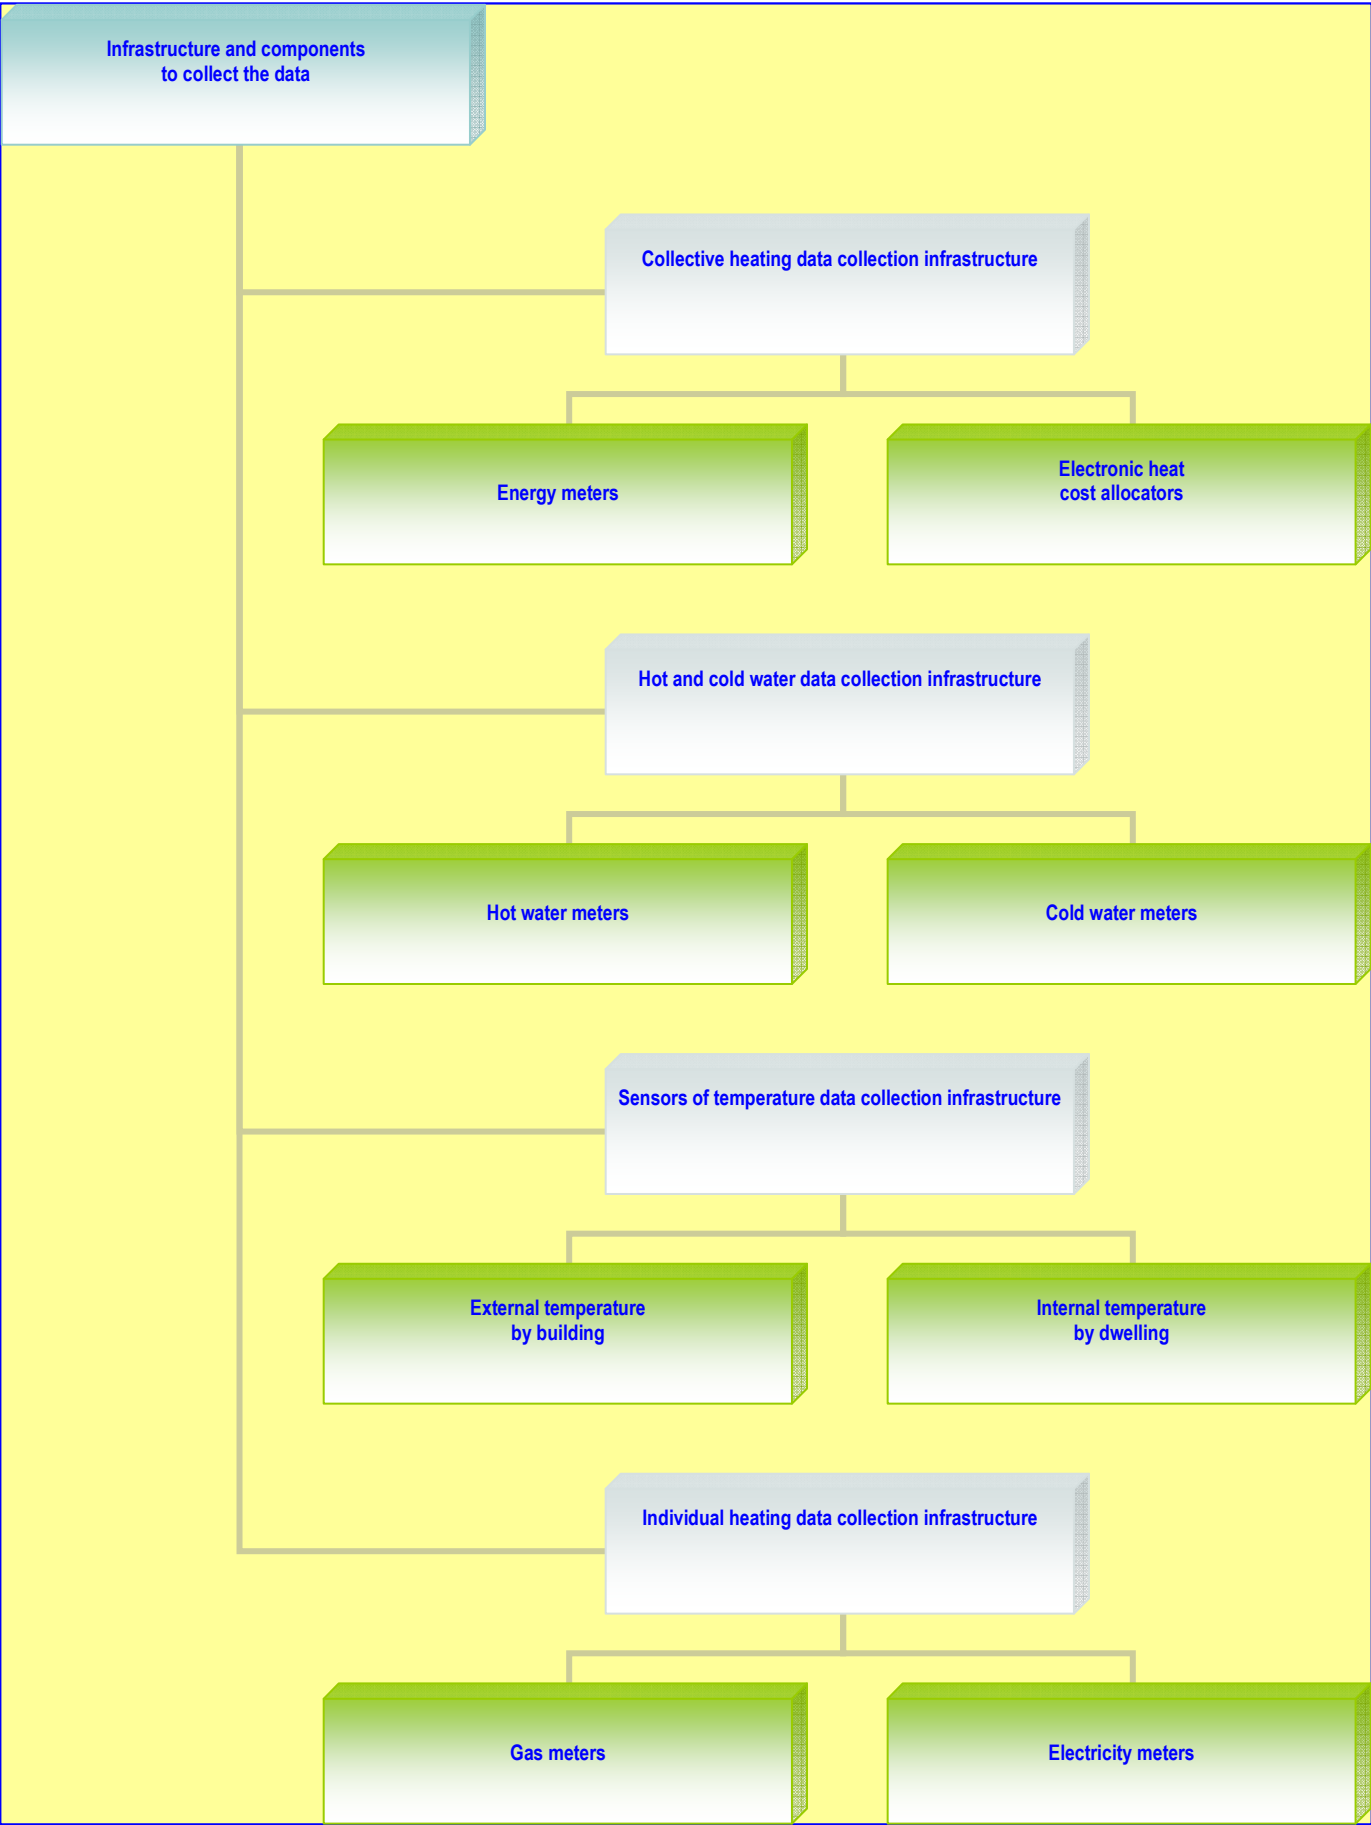 Infrastructure and components
to collect the data
Collective heating data collection infrastructure
Energy meters
Electronic heat
cost allocators
Hot and cold water data collection infrastructure
Hot water meters
Cold water meters
Sensors of temperature data collection infrastructure
External temperature
by building
Internal temperature
by dwelling
Individual heating data collection infrastructure
Gas meters
Electricity meters